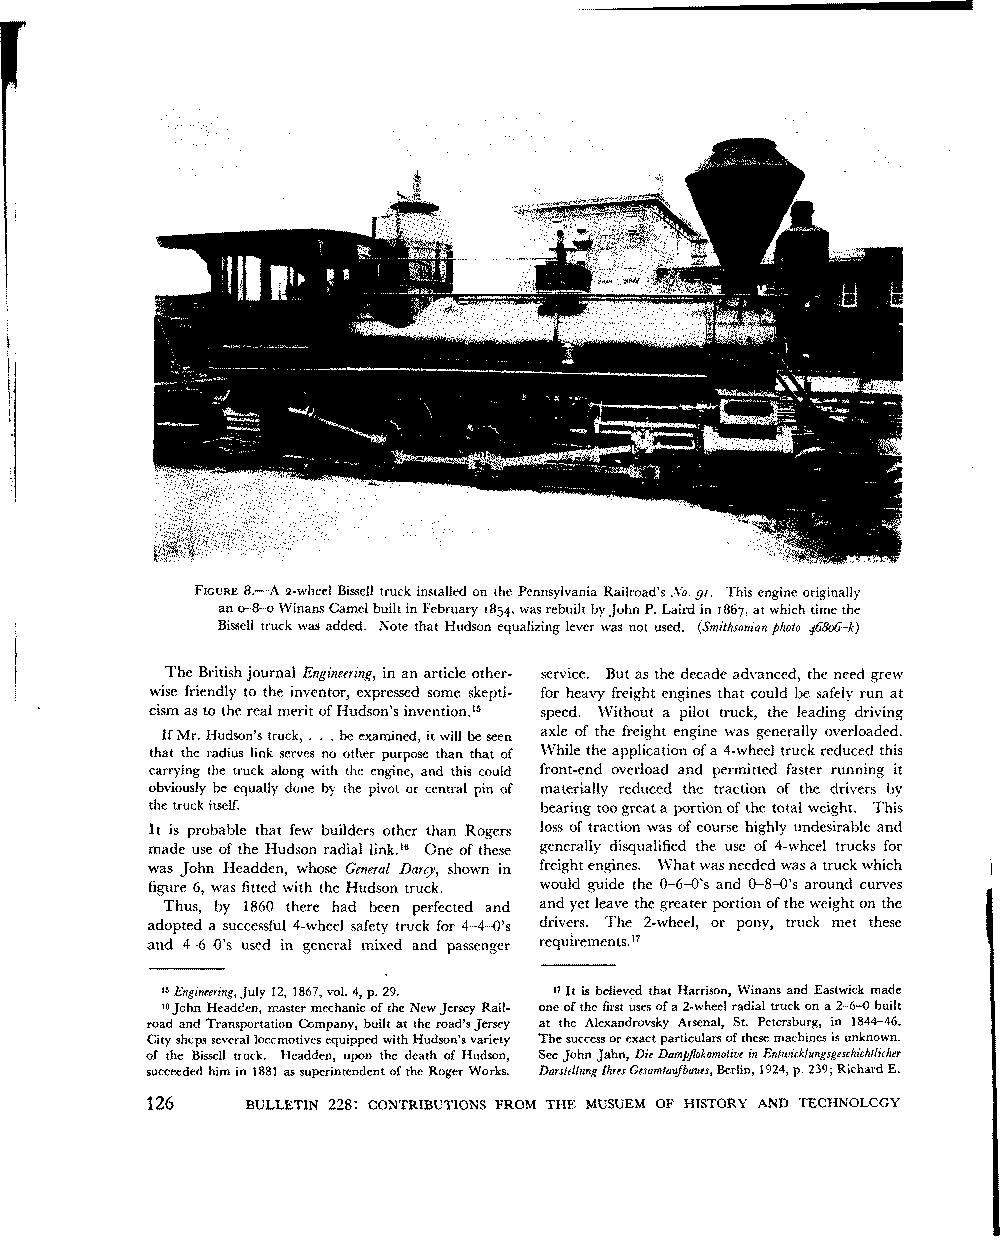 FIGURE 8.—A 2-wheel Bissell truck installed on the Pennsylvania Railroad's No. 91. This engine originally
an 0-8-0 Winans Camel built in February 1854, was rebuilt by John P. Laird in 1867, at which time the
Bissell truck was added. Note that Hudson equalizing lever was not used. (Smithsonian photo 46806-k)
The British journal Engineering, in an article other-
wise friendly to the inventor, expressed some skepti-
cism as to the real merit of Hudson's invention.15
If Mr. Hudson's truck, . . . be examined, it will be seen
that the radius link serves no other purpose than that of
carrying the truck along with the engine, and this could
obviously be equally done by the pivot or central pin of
the truck itself.
It is probable that few builders other than Rogers
made use of the Hudson radial link.16 One of these
was John Headden, whose General Darcy, shown in
figure 6, was fitted with the Hudson truck.
Thus, by 1860 there had been perfected and
adopted a successful 4-wheel safety truck for 4-4-0's
and 4-6-0's used in general mixed and passenger
15 Engineering, July 12, 1867, vol. 4, p. 29.
16 John Headden, master mechanic of the New Jersey Rail-
road and Transportation Company, built at the road's Jersey
City shops several locomotives equipped with Hudson's variety
of the Bissell truck. Headden, upon the death of Hudson,
succeeded him in 1881 as superintendent of the Roger Works.
service. But as the decade advanced, the need grew
for heavy freight engines that could be safely run at
speed. Without a pilot truck, the leading driving
axle of the freight engine was generally overloaded.
While the application of a 4-wheel truck reduced this
front-end overload and permitted faster running it
materially reduced the traction of the drivers by
bearing too great a portion of the total weight. This
loss of traction was of course highly undesirable and
generally disqualified the use of 4-wheel trucks for
freight engines. What was needed was a truck which
would guide the 0-6-0's and 0-8-0's around curves
and yet leave the greater portion of the weight on the
drivers. The 2-wheel, or pony, truck met these
requirements.17
17 It is believed that Harrison, Winans and Eastwick made
one of the first uses of a 2-wheel radial truck on a 2-6-0 built
at the Alexandrovsky Arsenal, St. Petersburg, in 1844-46.
The success or exact particulars of these machines is unknown.
See John Jahn, Die Dampflokomotive in Entwicklungsgeschichtlicher
Darstellung Ihres Gesamtaufbaues, Berlin, 1924, p. 239; Richard E.
126 BULLETIN 228: CONTRIBUTIONS FROM THE MUSUEM OF HISTORY AND TECHNOLOGY